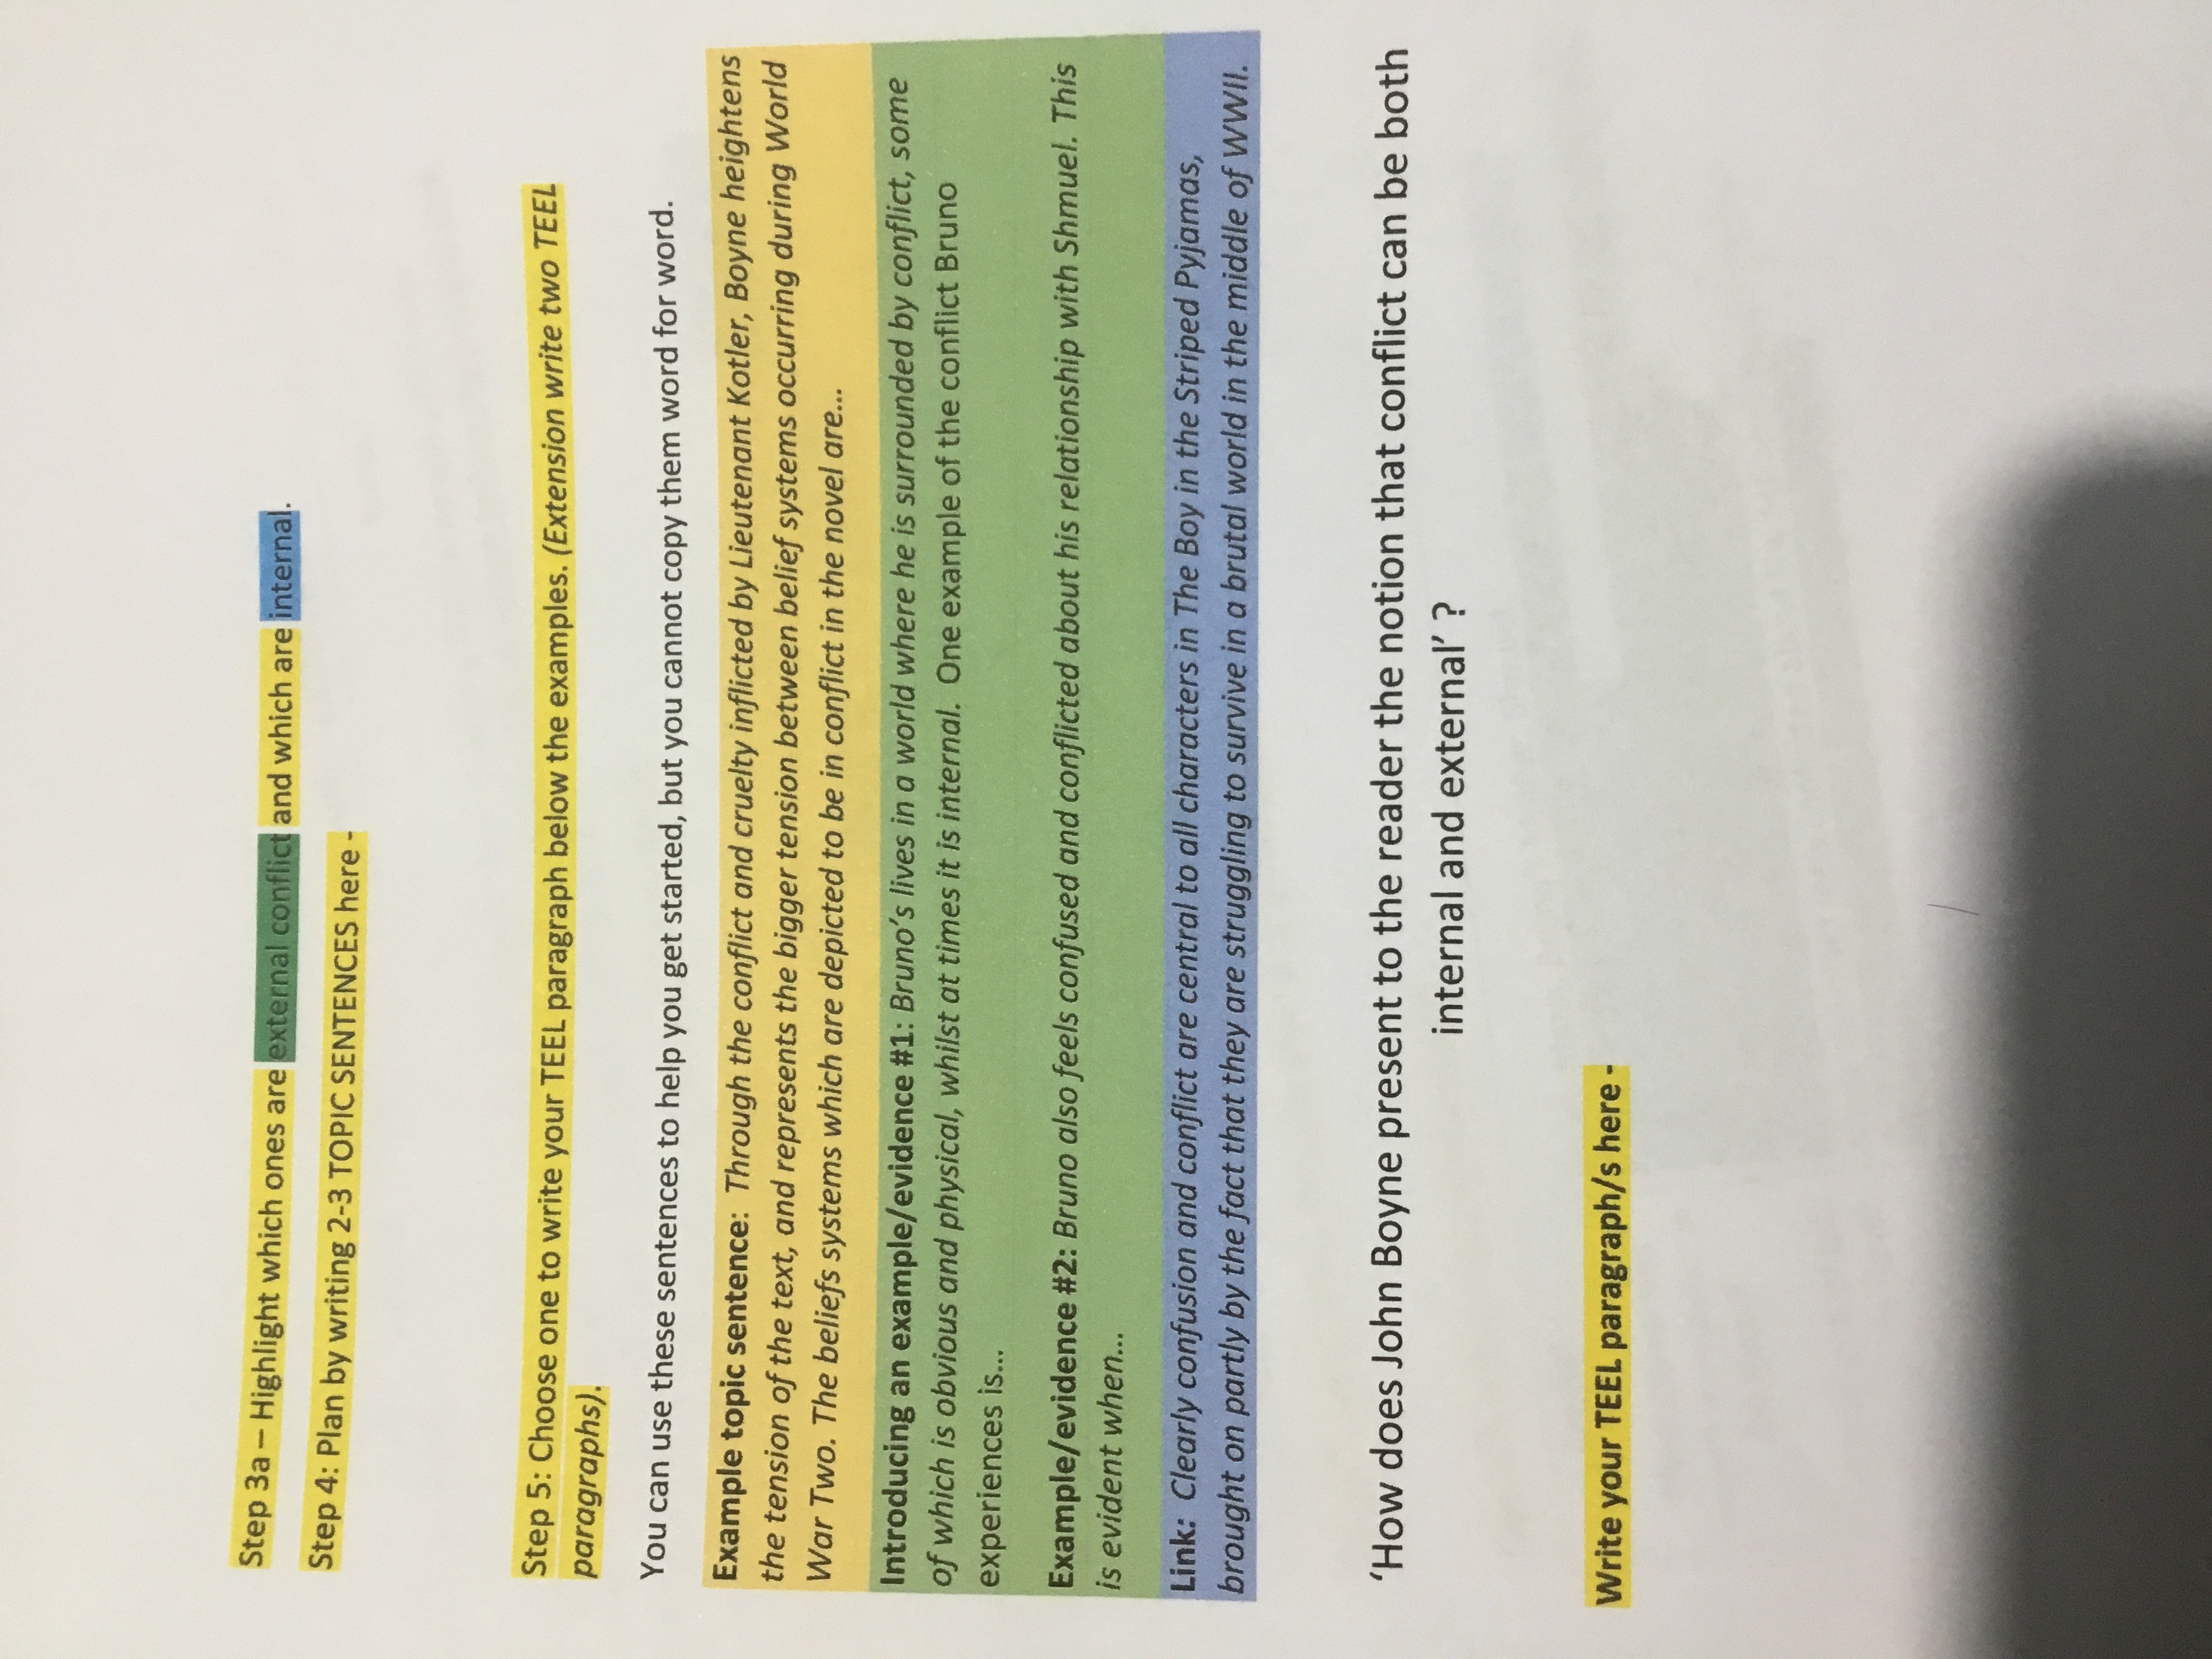 Step 3a – Highlight which ones are external conflict and which are internal.
Step 4: Plan by writing 2-3 TOPIC SENTENCES here -
Step 5: Choose one to write your TEEL paragraph below the examples. (Extension write two TEEL
paragraphs).
You can use these sentences to help you get started, but you cannot copy them word for word.
Example topic sentence: Through the conflict and cruelty inflicted by Lieutenant Kotler, Boyne heightens
the tension of the text, and represents the bigger tension between belief systems occurring during World
War Two. The beliefs systems which are depicted to be in conflict in the novel are...
Introducing an example/evidence #1: Bruno's lives in a world where he is surrounded by conflict, some
of which is obvious and physical, whilst at times it is internal. One example of the conflict Bruno
experiences is...
Example/evidence #2: Bruno also feels confused and conflicted about his relationship with Shmuel. This
is evident when...
Link: Clearly confusion and conflict are central to all characters in The Boy in the Striped Pyjamas,
brought on partly by the fact that they are struggling to survive in a brutal world in the middle of WWII.
'How does John Boyne present to the reader the notion that conflict can be both
internal and external' ?
Write your TEEL paragraph/s here -